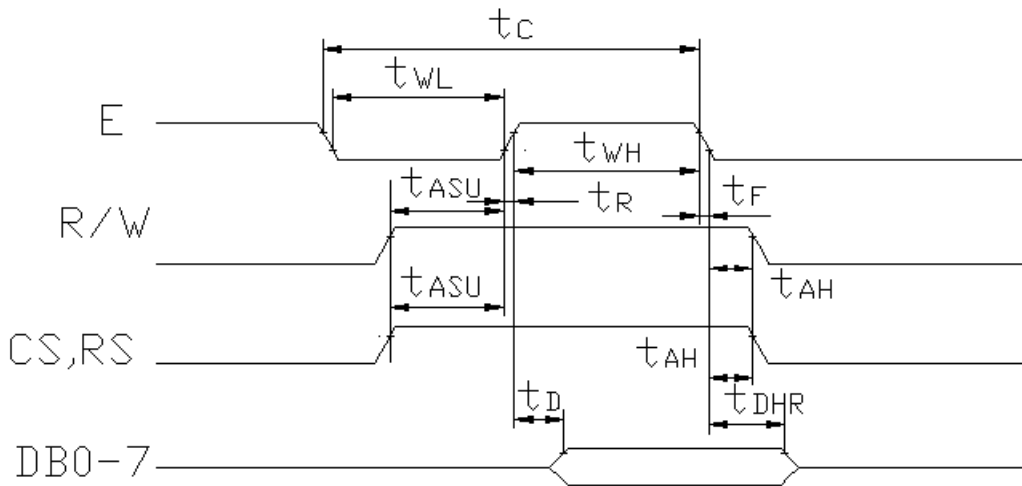 tC
tWL
E
tWH
tASU
tR
tF
R/W
tASU
tAH
CS,RS
tAH
tD
tDHR
DB0-7